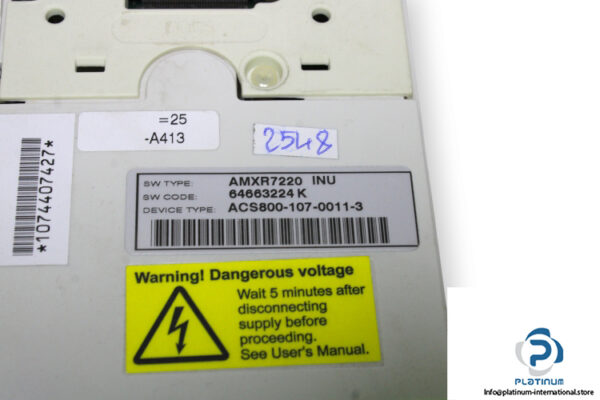 =25
-A413
2548
*1074407427*
SW TYPE: AMXR7220 INU
SW CODE: 64663224 K
DEVICE TYPE: ACS800-107-0011-3
Warning! Dangerous voltage
Wait 5 minutes after
disconnecting
supply before
proceeding.
See User's Manual.
PLATINUM
Info@platinum-international.store